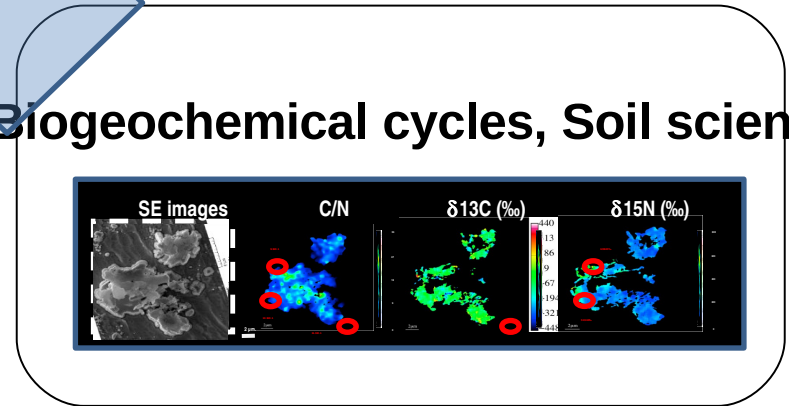 Biogeochemical cycles, Soil scien
SE images C/N δ13C (‰) δ15N (‰)
440
13
86
9
-67
-194
-321
-448
2 µm